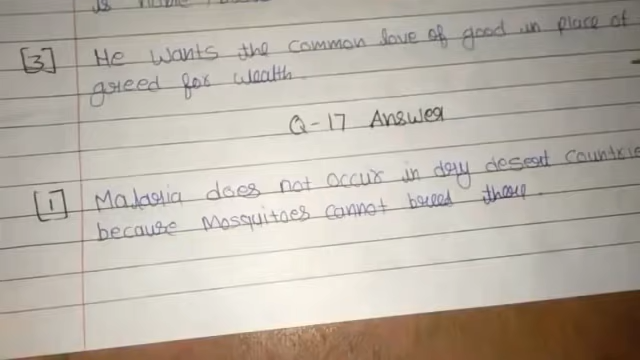 [3] He wants the common love of good in place of
greed for wealth.
Q-17 Answer
[1] Malaria does not occur in dry desert countries
because Mosquitoes cannot breed there.